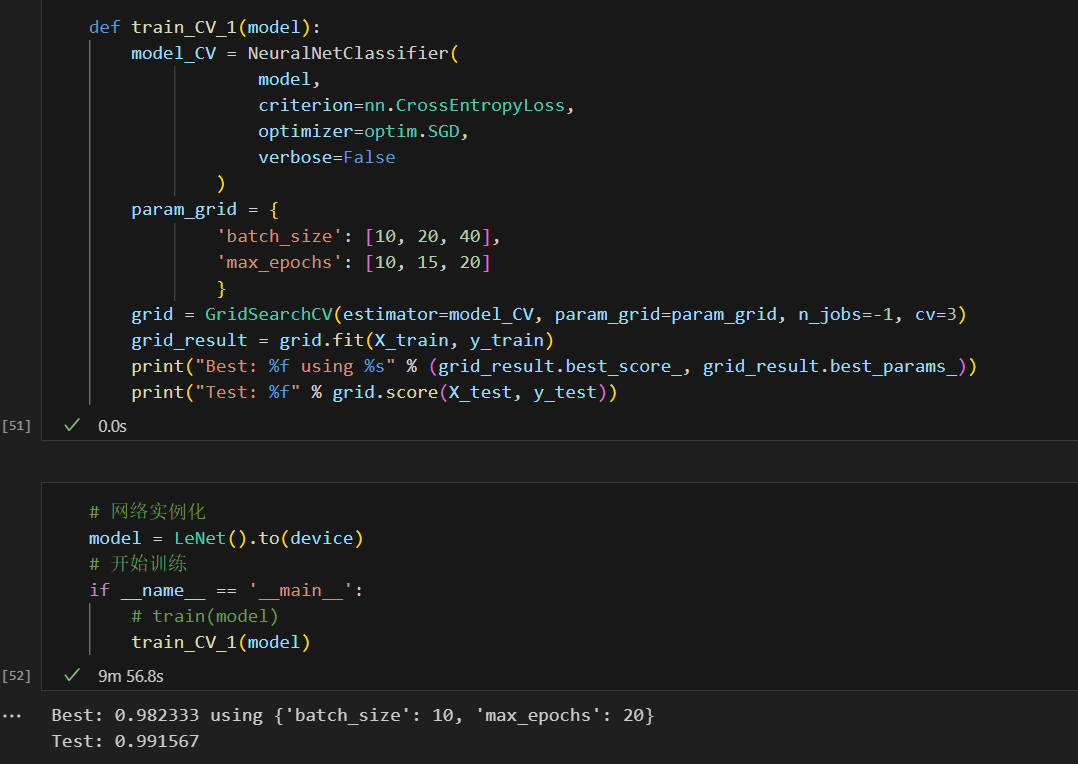 def train_CV_1(model):
    model_CV = NeuralNetClassifier(
                model,
                criterion=nn.CrossEntropyLoss,
                optimizer=optim.SGD,
                verbose=False
            )
    param_grid = {
            'batch_size': [10, 20, 40],
            'max_epochs': [10, 15, 20]
            }
    grid = GridSearchCV(estimator=model_CV, param_grid=param_grid, n_jobs=-1, cv=3)
    grid_result = grid.fit(X_train, y_train)
    print("Best: %f using %s" % (grid_result.best_score_, grid_result.best_params_))
    print("Test: %f" % grid.score(X_test, y_test))
[51] ✓ 0.0s
# 网络实例化
model = LeNet().to(device)
# 开始训练
if __name__ == '__main__':
    # train(model)
    train_CV_1(model)
[52] ✓ 9m 56.8s
... Best: 0.982333 using {'batch_size': 10, 'max_epochs': 20}
Test: 0.991567